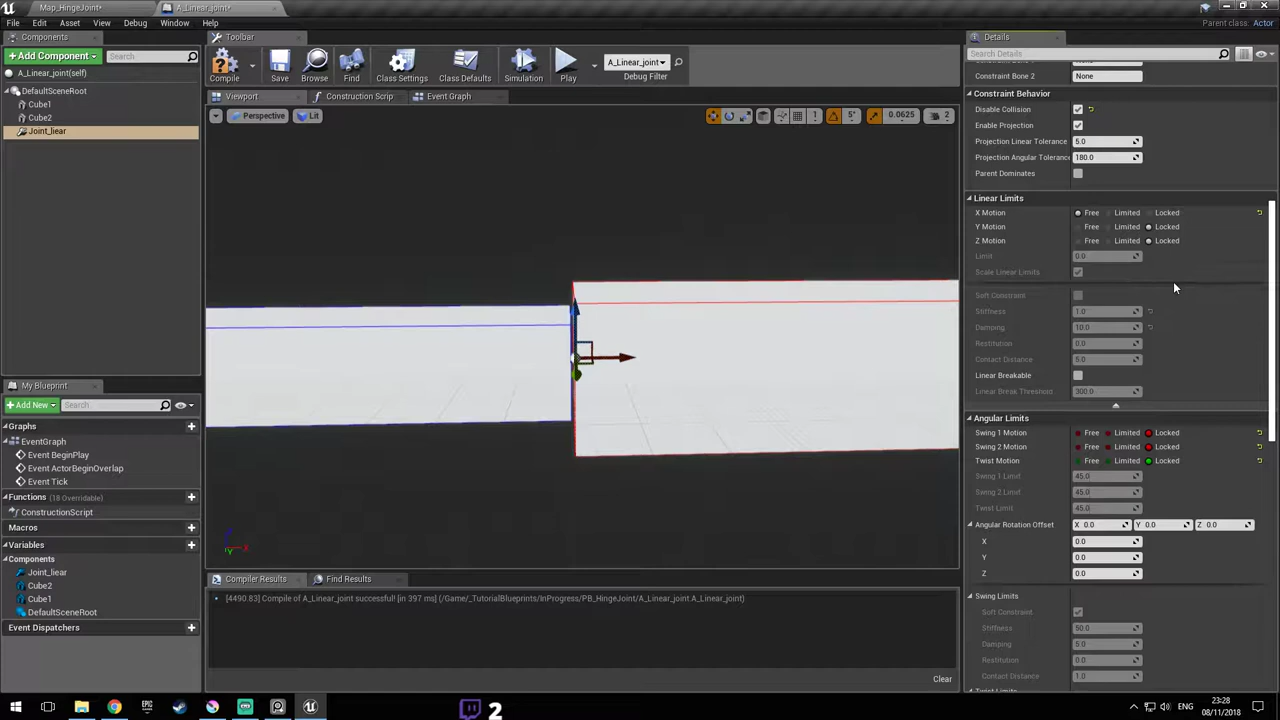 Map_HingeJoint*
A_Linear_joint*
File Edit Asset View Debug Window Help
Parent class: Actor
Components
Toolbar
Details
Add Component
Search
Search Details
A_Linear_joint(self)
Compile
Save
Browse
Find
Class Settings
Class Defaults
Simulation
Play
A_Linear_joint
Debug Filter
Constraint Bone 2
None
DefaultSceneRoot
Cube1
Cube2
Joint_liear
Viewport
Construction Scrip
Event Graph
Perspective
Lit
1
5°
0.0625
2
Constraint Behavior
Disable Collision
Enable Projection
Projection Linear Tolerance 5.0
Projection Angular Tolerance 180.0
Parent Dominates
Linear Limits
X Motion Free Limited Locked
Y Motion Free Limited Locked
Z Motion Free Limited Locked
Limit 0.0
Scale Linear Limits
Soft Constraint
Stiffness 1.0
Damping 10.0
Restitution 0.0
Contact Distance 5.0
Linear Breakable
Linear Break Threshold 300.0
Angular Limits
Swing 1 Motion Free Limited Locked
Swing 2 Motion Free Limited Locked
Twist Motion Free Limited Locked
Swing 1 Limit 45.0
Swing 2 Limit 45.0
Twist Limit 45.0
Angular Rotation Offset X 0.0 Y 0.0 Z 0.0
X 0.0
Y 0.0
Z 0.0
Swing Limits
Soft Constraint
Stiffness 50.0
Damping 5.0
Restitution 0.0
Contact Distance 1.0
Twist Limits
My Blueprint
Add New
Search
Graphs
EventGraph
Event BeginPlay
Event ActorBeginOverlap
Event Tick
Functions (18 Overridable)
ConstructionScript
Macros
Variables
Components
Joint_liear
Cube2
Cube1
DefaultSceneRoot
Event Dispatchers
X
Y
Compiler Results
Find Results
[4490.83] Compile of A_Linear_joint successful! [in 397 ms] (/Game/_TutorialBlueprints/InProgress/PB_HingeJoint/A_Linear_joint.A_Linear_joint)
Clear
2
ENG
23:28
08/11/2018